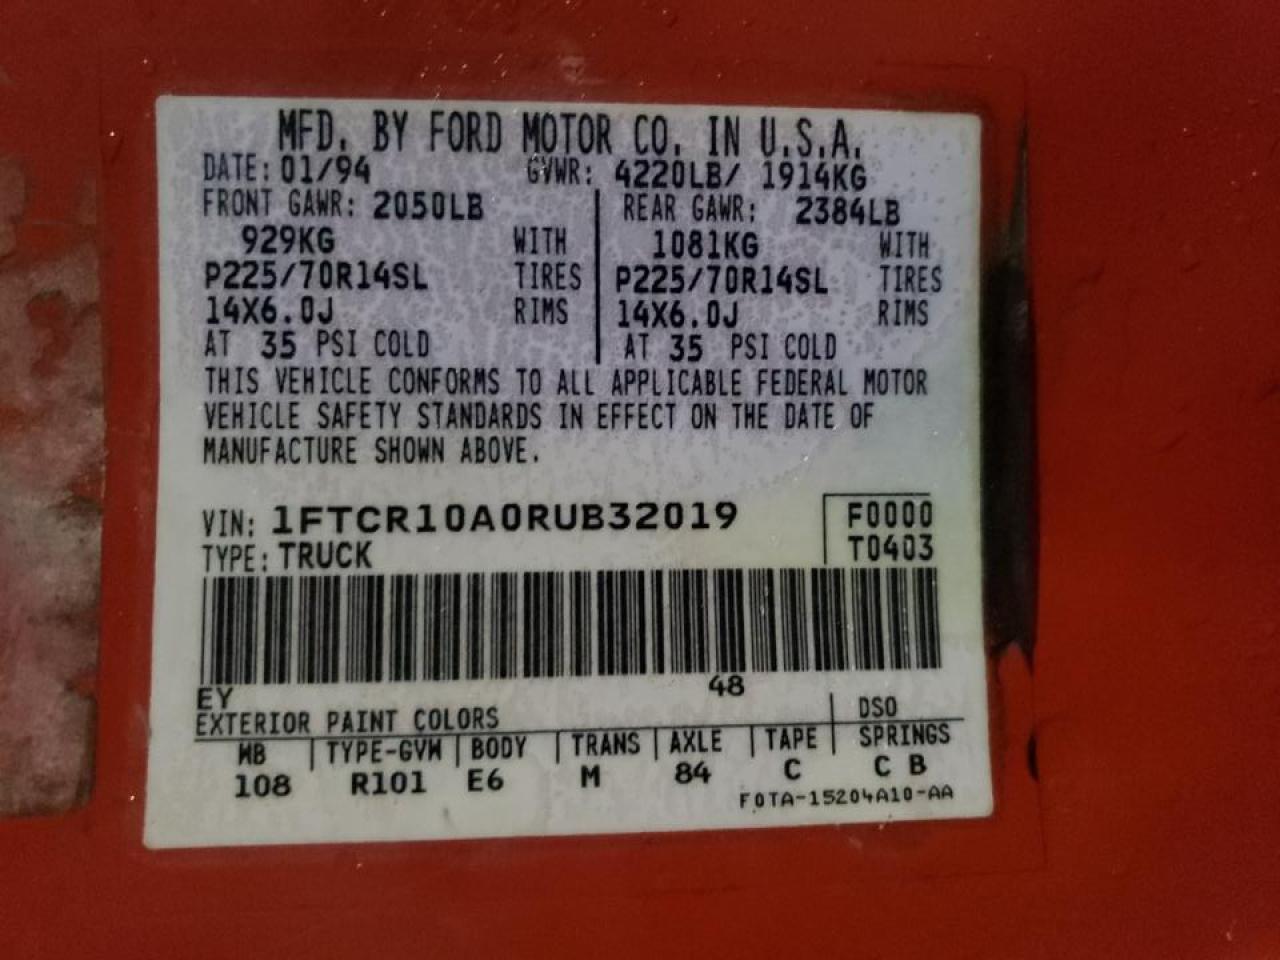 MFD. BY FORD MOTOR CO. IN U.S.A.
DATE: 01/94 GVWR: 4220LB/ 1914KG
FRONT GAWR: 2050LB REAR GAWR: 2384LB
929KG WITH 1081KG WITH
P225/70R14SL TIRES P225/70R14SL TIRES
14X6.0J RIMS 14X6.0J RIMS
AT 35 PSI COLD AT 35 PSI COLD
THIS VEHICLE CONFORMS TO ALL APPLICABLE FEDERAL MOTOR
VEHICLE SAFETY STANDARDS IN EFFECT ON THE DATE OF
MANUFACTURE SHOWN ABOVE.
VIN: 1FTCR10A0RUB32019 F0000
TYPE: TRUCK T0403
EY 48
EXTERIOR PAINT COLORS DSO
WB TYPE-GVW BODY TRANS AXLE TAPE SPRINGS
108 R101 E6 M 84 C C B
F0TA-15204A10-AA